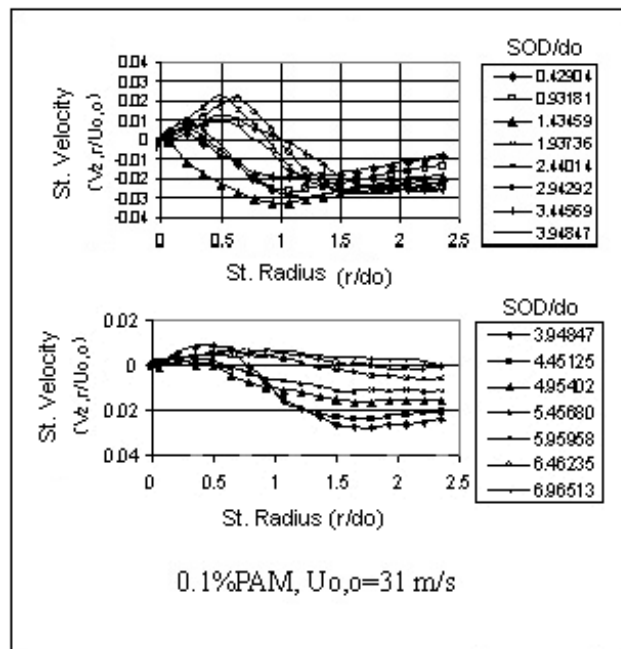 SOD/do
0.42904
0.93181
1.43459
1.93736
2.44014
2.94292
3.44569
3.94847
St. Velocity
(Vz,r/Uo,o)
0.04
0.03
0.02
0.01
0
-0.01
-0.02
-0.03
-0.04
0 0.5 1 1.5 2 2.5
St. Radius (r/do)
SOD/do
3.94847
4.45125
4.95402
5.45680
5.95958
6.46235
6.96513
St. Velocity
(Vz,r/Uo,o)
0.02
0
0.02
0.04
0 0.5 1 1.5 2 2.5
St. Radius (r/do)
0.1%PAM, Uo,o=31 m/s